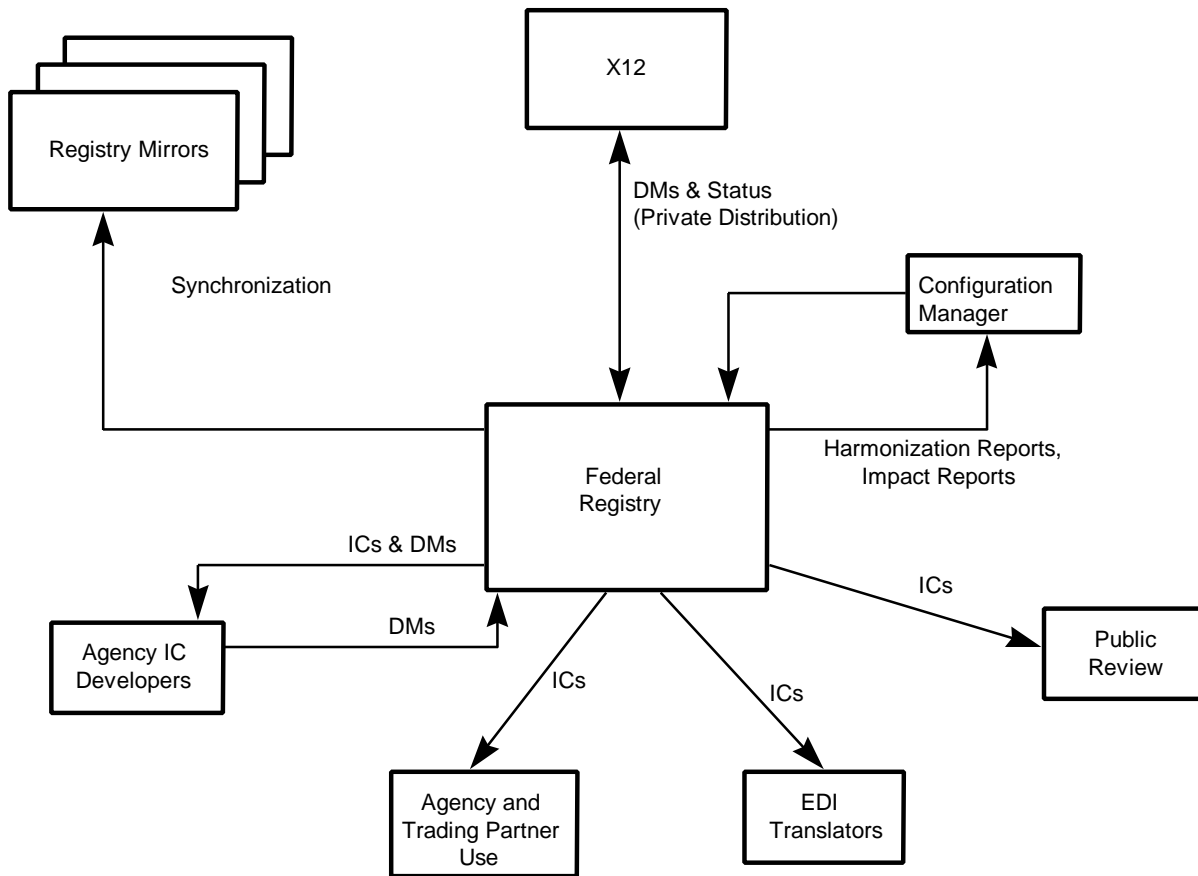 X12
Registry Mirrors
DMs & Status
(Private Distribution)
Synchronization
Configuration
Manager
Harmonization Reports,
Impact Reports
Federal
Registry
ICs & DMs
ICs
DMs
Agency IC
Developers
Public
Review
ICs
ICs
Agency and
Trading Partner
Use
EDI
Translators